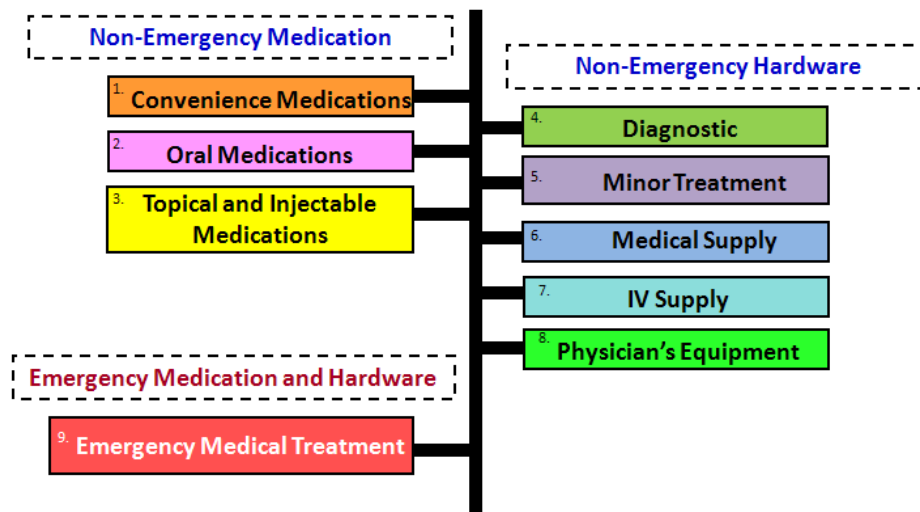 Non-Emergency Medication
1. Convenience Medications
2. Oral Medications
3. Topical and Injectable
Medications
Non-Emergency Hardware
4. Diagnostic
5. Minor Treatment
6. Medical Supply
7. IV Supply
8. Physician's Equipment
Emergency Medication and Hardware
9. Emergency Medical Treatment